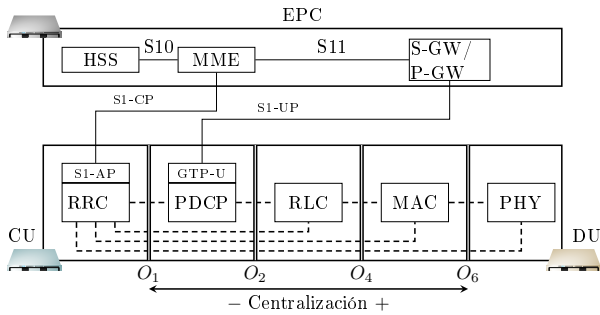 EPC
HSS
S10
MME
S11
S-GW/
P-GW
S1-CP
S1-UP
S1-AP
GTP-U
RRC
PDCP
RLC
MAC
PHY
CU
DU
O1
O2
O4
O6
− Centralización +